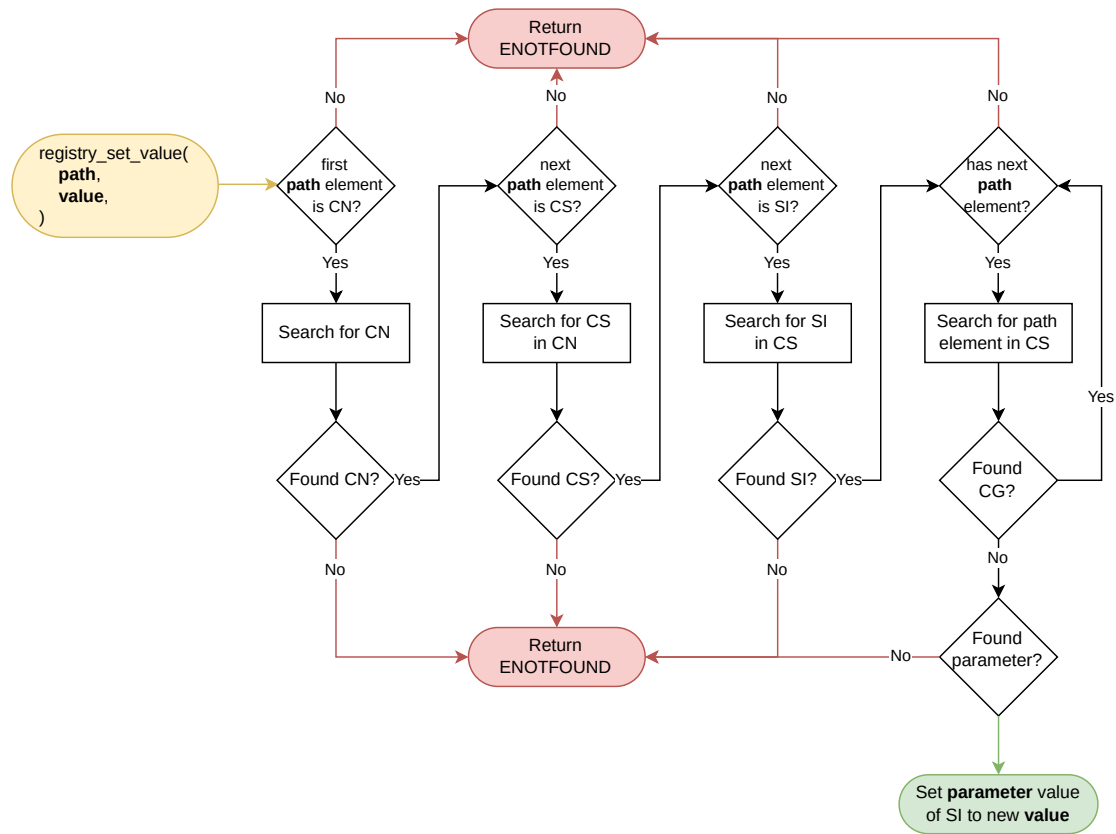 Return
ENOTFOUND
No
No
No
No
registry_set_value(
path,
value,
)
first
path element
is CN?
next
path element
is CS?
next
path element
is SI?
has next
path
element?
Yes
Yes
Yes
Yes
Search for CN
Search for CS
in CN
Search for SI
in CS
Search for path
element in CS
Yes
Found CN?
Yes
Found CS?
Yes
Found SI?
Yes
Found
CG?
No
No
No
No
Return
ENOTFOUND
No
Found
parameter?
Set parameter value
of SI to new value